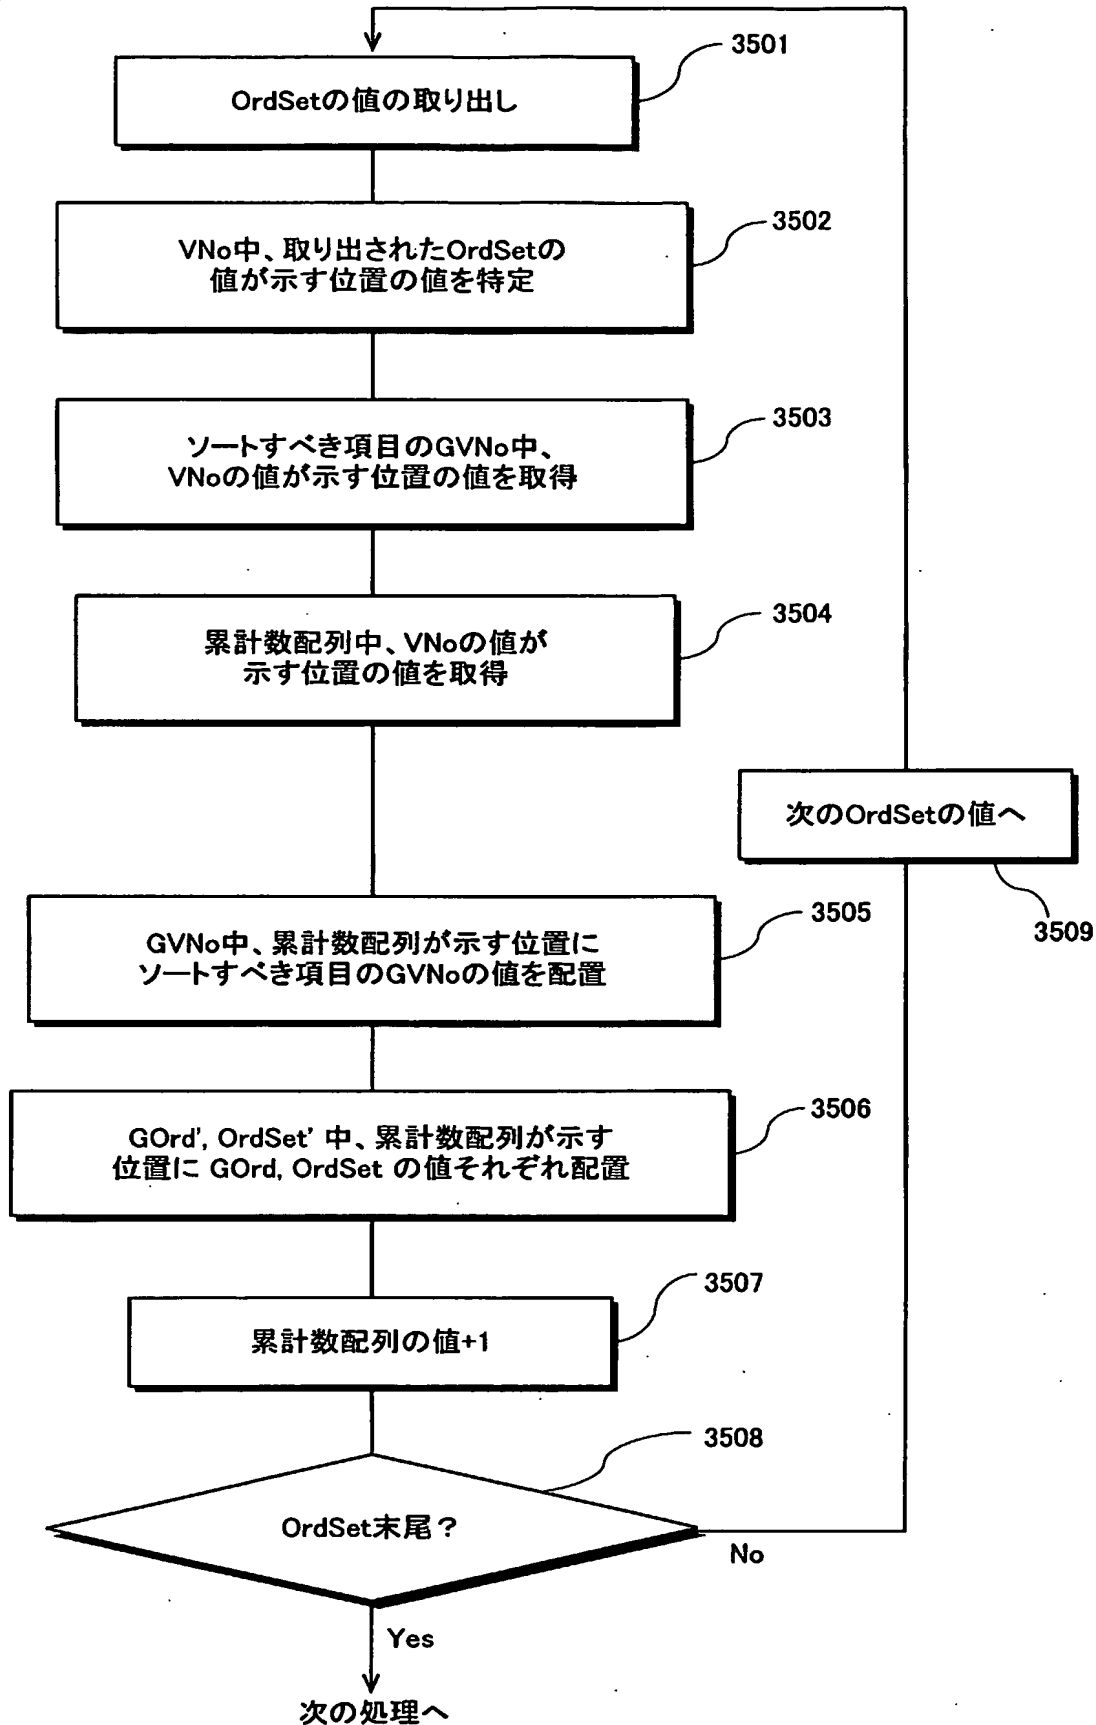 3501
OrdSetの値の取り出し
3502
VNo中、取り出されたOrdSetの
値が示す位置の値を特定
3503
ソートすべき項目のGVNo中、
VNoの値が示す位置の値を取得
3504
累計数配列中、VNoの値が
示す位置の値を取得
次のOrdSetの値へ
3509
3505
GVNo中、累計数配列が示す位置に
ソートすべき項目のGVNoの値を配置
3506
GOrd', OrdSet' 中、累計数配列が示す
位置に GOrd, OrdSet の値それぞれ配置
3507
累計数配列の値+1
3508
OrdSet末尾?
No
Yes
次の処理へ